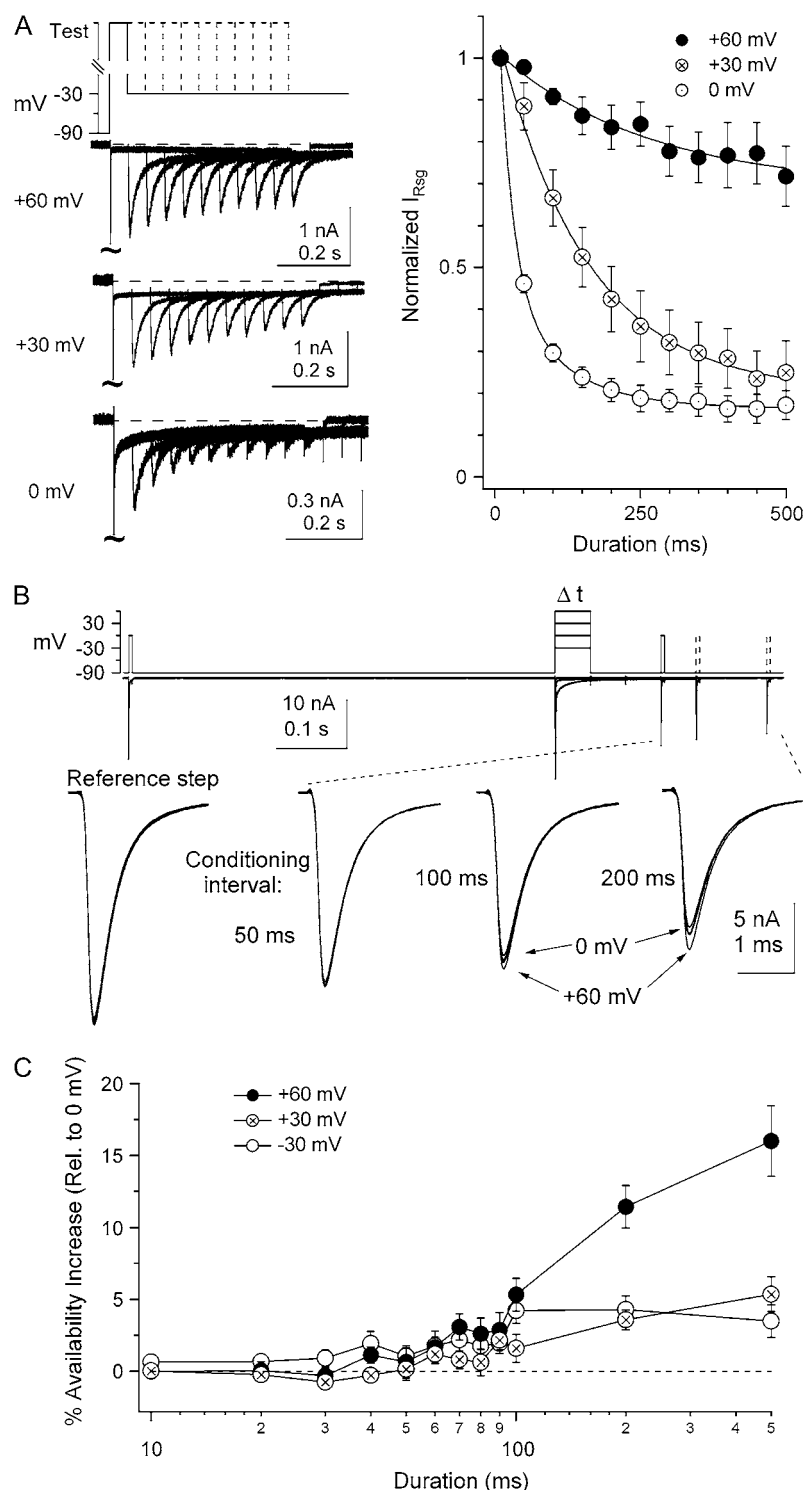 A
Test
mV
-30
-90
+60 mV
1 nA
0.2 s
+30 mV
1 nA
0.2 s
0 mV
0.3 nA
0.2 s
+60 mV
+30 mV
0 mV
Normalized I_Rsg
1
0.5
0
0
250
500
Duration (ms)
B
Δ t
mV
30
-30
-90
10 nA
0.1 s
Reference step
Conditioning
interval:
50 ms
100 ms
200 ms
0 mV
+60 mV
5 nA
1 ms
C
% Availability Increase (Rel. to 0 mV)
20
15
10
5
0
+60 mV
+30 mV
-30 mV
10
2
3
4
5
6
7
8
9
100
2
3
4
5
Duration (ms)